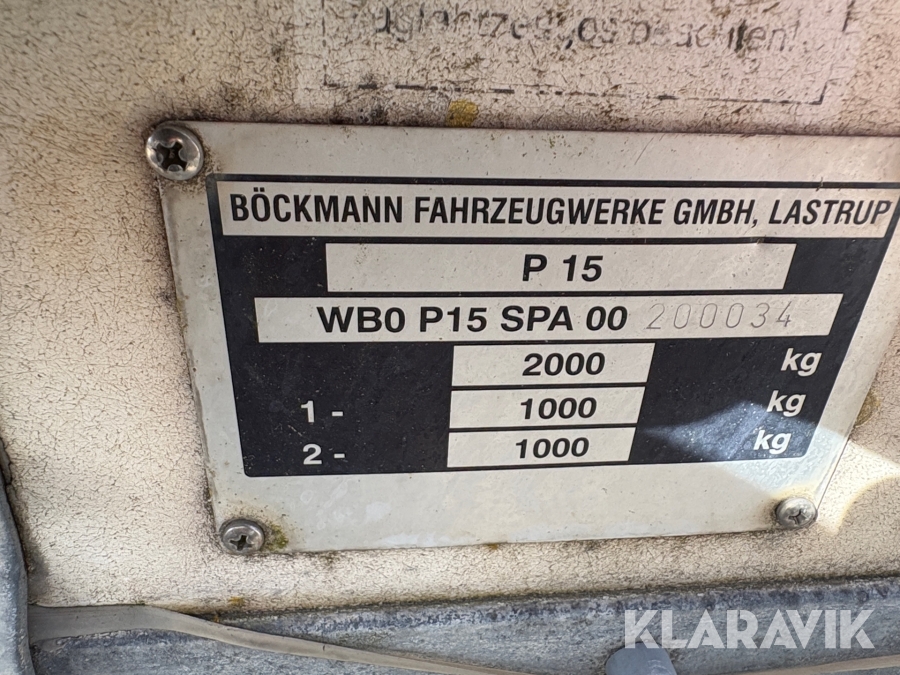 beachten!
BÖCKMANN FAHRZEUGWERKE GMBH, LASTRUP
P 15
WB0 P15 SPA 00 200034
2000 kg
1- 1000 kg
2- 1000 kg
KLARAVIK